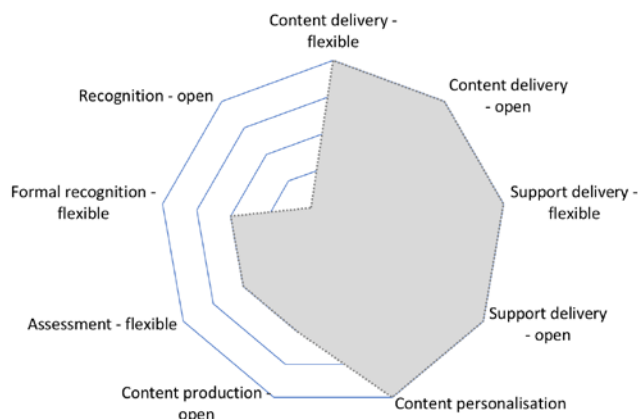 Content delivery -
flexible
Content delivery
- open
Support delivery -
flexible
Support delivery
- open
Content personalisation
Content production -
open
Assessment - flexible
Formal recognition -
flexible
Recognition - open